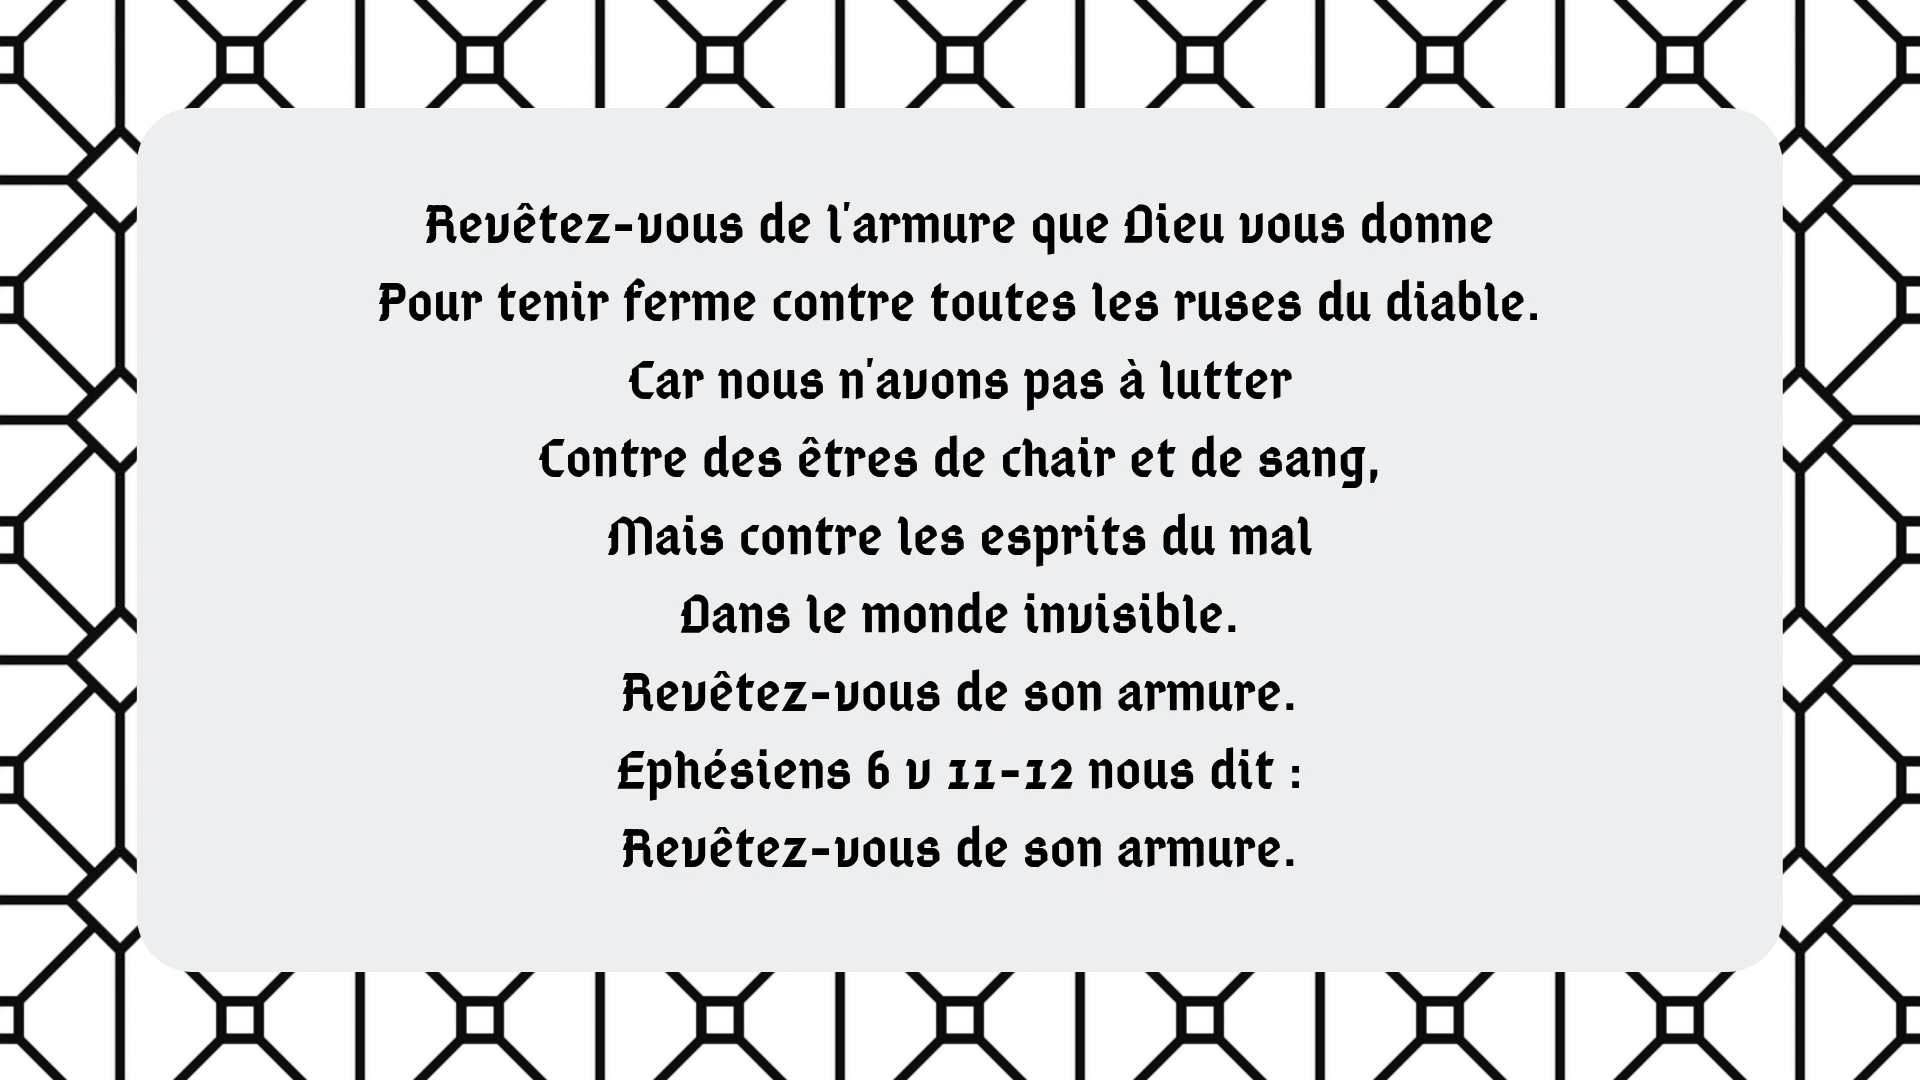 Revêtez-vous de l'armure que Dieu vous donne
Pour tenir ferme contre toutes les ruses du diable.
Car nous n'avons pas à lutter
Contre des êtres de chair et de sang,
Mais contre les esprits du mal
Dans le monde invisible.
Revêtez-vous de son armure.
Ephésiens 6 v 11-12 nous dit :
Revêtez-vous de son armure.